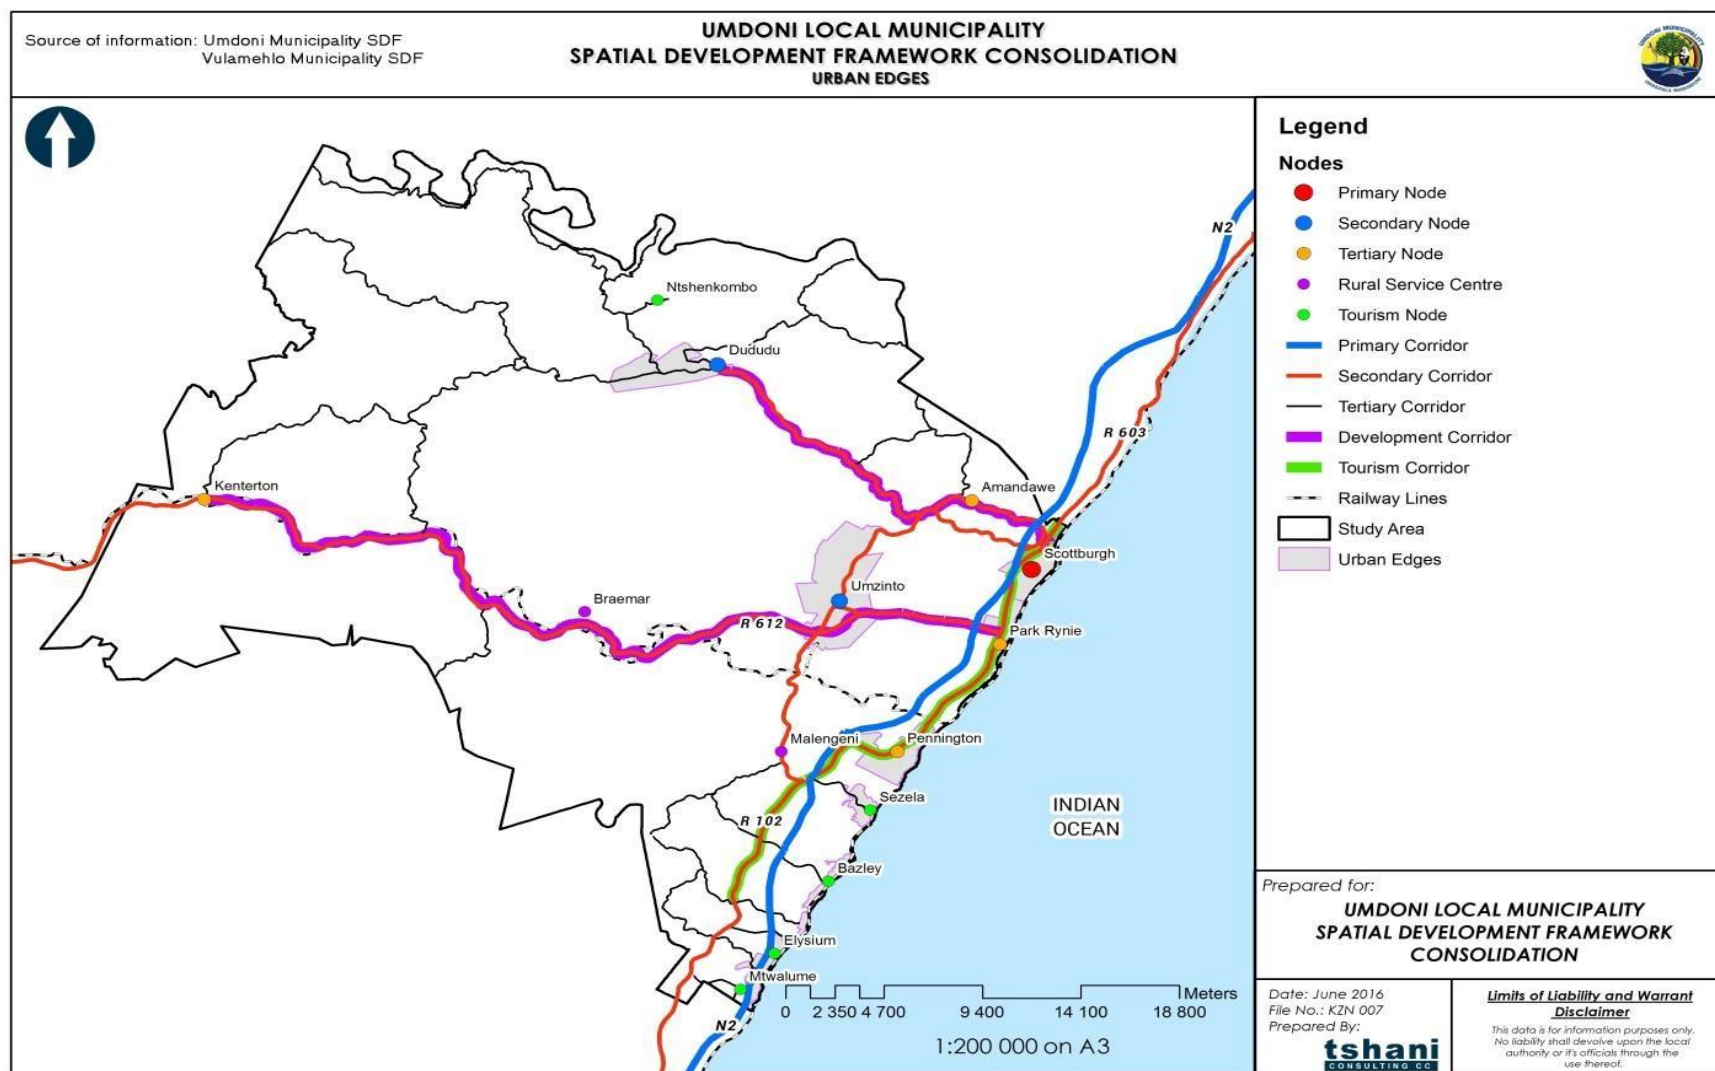 Source of information: Umdoni Municipality SDF
Vulamehlo Municipality SDF
UMDONI LOCAL MUNICIPALITY
SPATIAL DEVELOPMENT FRAMEWORK CONSOLIDATION
URBAN EDGES
N2
Ntshenkombo
Dududu
R 603
Kenterton
Amandawe
Scottburgh
Umzinto
Braemar
R 612
Park Rynie
Malengeni
Pennington
Sezela
R 102
INDIAN
OCEAN
Bazley
Elysium
Mtwalume
N2
Meters
0 2 350 4 700 9 400 14 100 18 800
1:200 000 on A3
Legend
Nodes
Primary Node
Secondary Node
Tertiary Node
Rural Service Centre
Tourism Node
Primary Corridor
Secondary Corridor
Tertiary Corridor
Development Corridor
Tourism Corridor
Railway Lines
Study Area
Urban Edges
Prepared for:
UMDONI LOCAL MUNICIPALITY
SPATIAL DEVELOPMENT FRAMEWORK
CONSOLIDATION
Date: June 2016
File No.: KZN 007
Prepared By:
tshani
CONSULTING CC
Limits of Liability and Warrant
Disclaimer
This data is for information purposes only.
No liability shall devolve upon the local
authority or it's officials through the
use thereof.